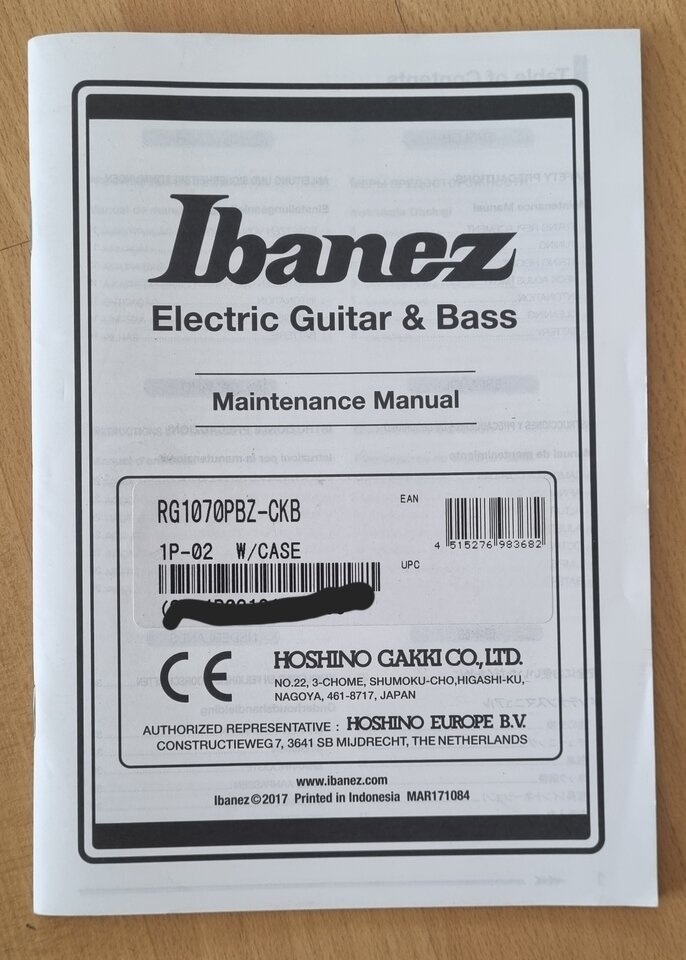 Ibanez
Electric Guitar & Bass
Maintenance Manual
RG1070PBZ-CKB
1P-02 W/CASE
EAN
4 515276 983682
UPC
CE
HOSHINO GAKKI CO., LTD.
NO.22, 3-CHOME, SHUMOKU-CHO,HIGASHI-KU,
NAGOYA, 461-8717, JAPAN
AUTHORIZED REPRESENTATIVE : HOSHINO EUROPE B.V.
CONSTRUCTIEWEG 7, 3641 SB MIJDRECHT, THE NETHERLANDS
www.ibanez.com
Ibanez©2017 Printed in Indonesia MAR171084